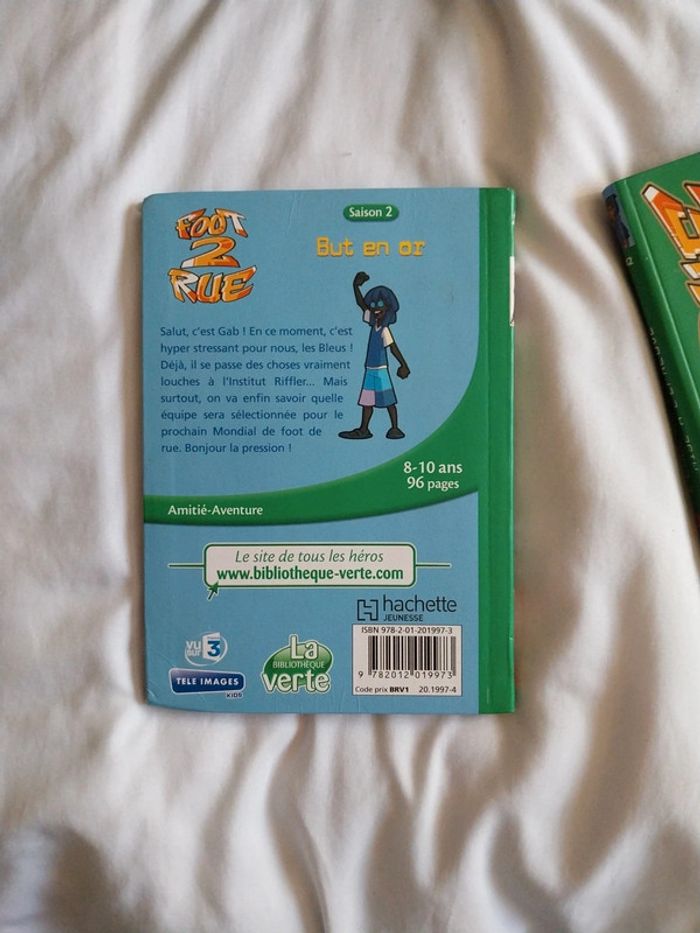 FOOT
2
RUE
Saison 2
But en or
Salut, c'est Gab ! En ce moment, c'est
hyper stressant pour nous, les Bleus !
Déjà, il se passe des choses vraiment
louches à l'Institut Riffler... Mais
surtout, on va enfin savoir quelle
équipe sera sélectionnée pour le
prochain Mondial de foot de
rue. Bonjour la pression !
8-10 ans
96 pages
Amitié-Aventure
Le site de tous les héros
www.bibliotheque-verte.com
hachette
JEUNESSE
ISBN 978-2-01-201997-3
9 782012 019973
Code prix BRV1 20.1997-4
vu sur 3
TELE IMAGES
KIDS
La
BIBLIOTHÈQUE
verte